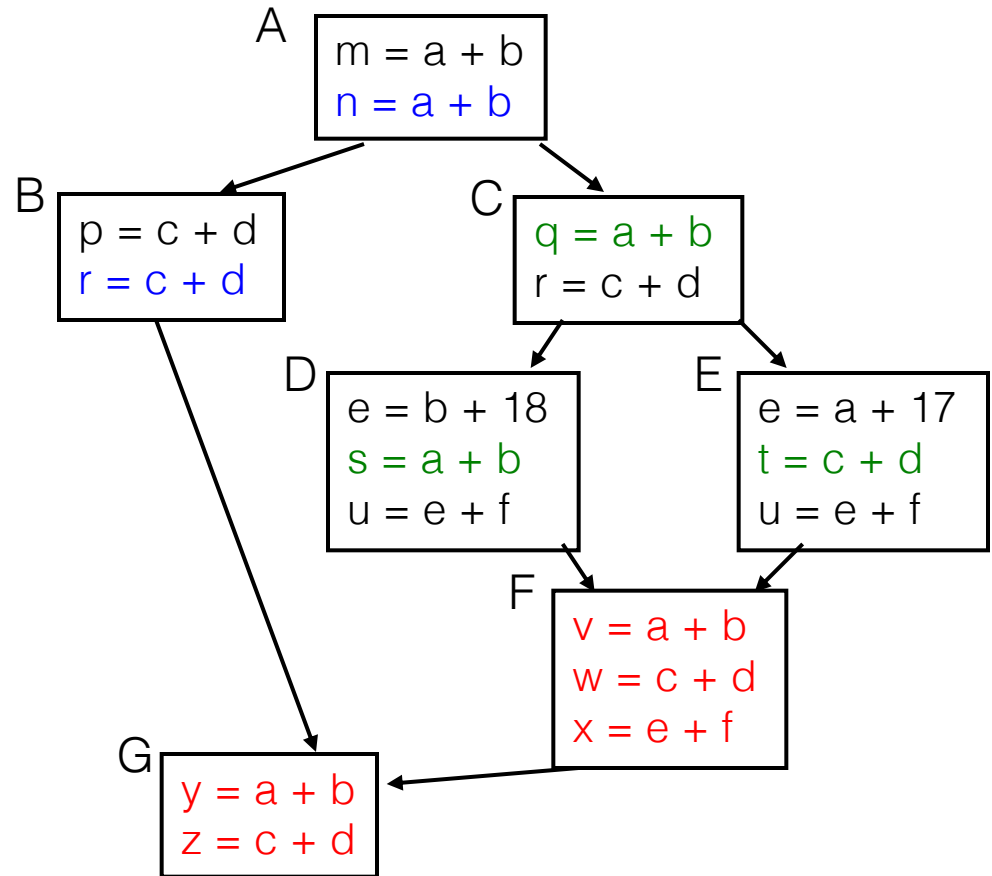 A
m = a + b
n = a + b
B
p = c + d
r = c + d
C
q = a + b
r = c + d
D
e = b + 18
s = a + b
u = e + f
E
e = a + 17
t = c + d
u = e + f
F
v = a + b
w = c + d
x = e + f
G
y = a + b
z = c + d